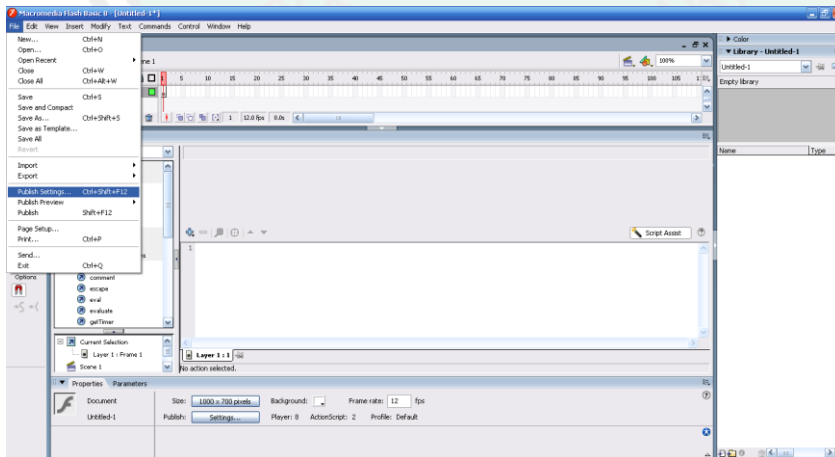 Macromedia Flash Basic 8 - [Untitled-1*]
File Edit View Insert Modify Text Commands Control Window Help
New... Ctrl+N
Open... Ctrl+O
Open Recent
Close Ctrl+W
Close All Ctrl+Alt+W
Save Ctrl+S
Save and Compact
Save As... Ctrl+Shift+S
Save as Template...
Save All
Revert
Import
Export
Publish Settings... Ctrl+Shift+F12
Publish Preview
Publish Shift+F12
Page Setup...
Print... Ctrl+P
Send...
Exit Ctrl+Q
ne 1
100%
1 5 10 15 20 25 30 35 40 45 50 55 60 65 70 75 80 85 90 95 100 105
1 12.0 fps 0.0s
Script Assist
1
Options
comment
escape
eval
evaluate
getTimer
Current Selection
Layer 1 : Frame 1
Scene 1
Layer 1 : 1
No action selected.
Properties Parameters
Document
Untitled-1
Size: 1000 x 700 pixels
Background:
Frame rate: 12 fps
Publish: Settings...
Player: 8 ActionScript: 2 Profile: Default
Color
Library - Untitled-1
Untitled-1
Empty library
Name Type